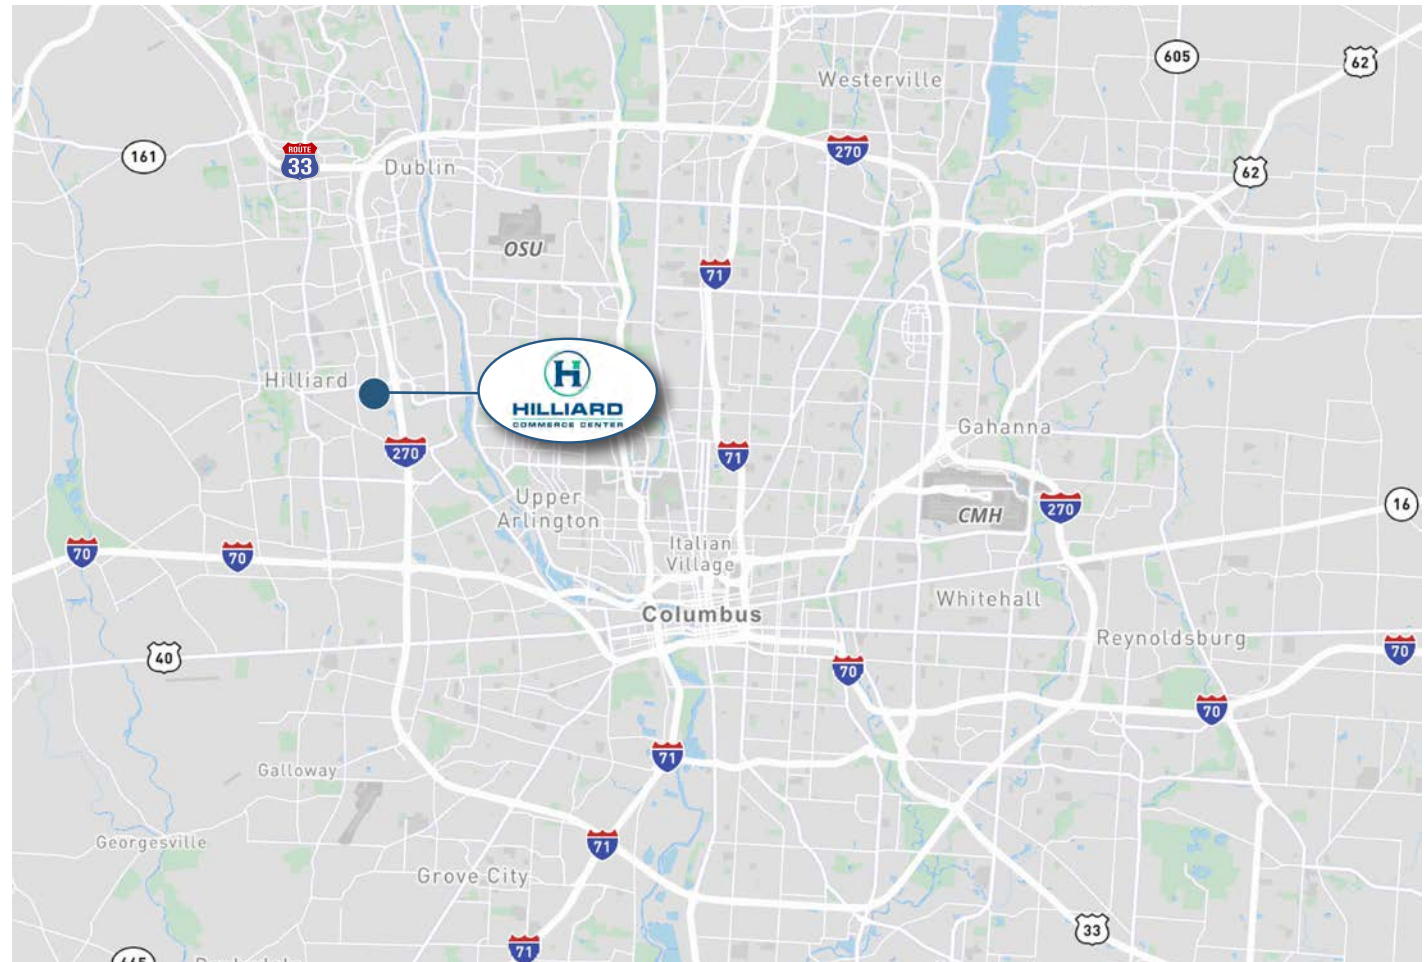 Westerville
605
62
161
ROUTE
33
Dublin
270
62
OSU
71
H
HILLIARD
COMMERCE CENTER
Hilliard
270
71
Gahanna
Upper
Arlington
CMH
270
16
70
70
Italian
Village
Columbus
Whitehall
Reynoldsburg
40
70
70
70
71
Galloway
71
Georgesville
Grove City
33
71